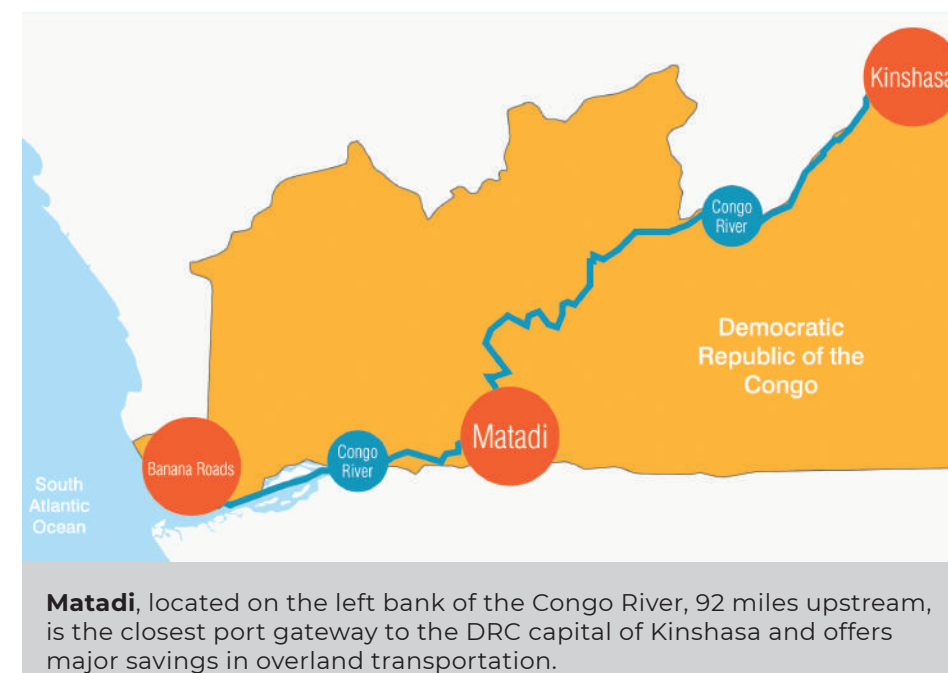 Kinshasa
Congo
River
Democratic
Republic of the
Congo
Matadi
Congo
River
Banana Roads
South
Atlantic
Ocean
Matadi, located on the left bank of the Congo River, 92 miles upstream,
is the closest port gateway to the DRC capital of Kinshasa and offers
major savings in overland transportation.